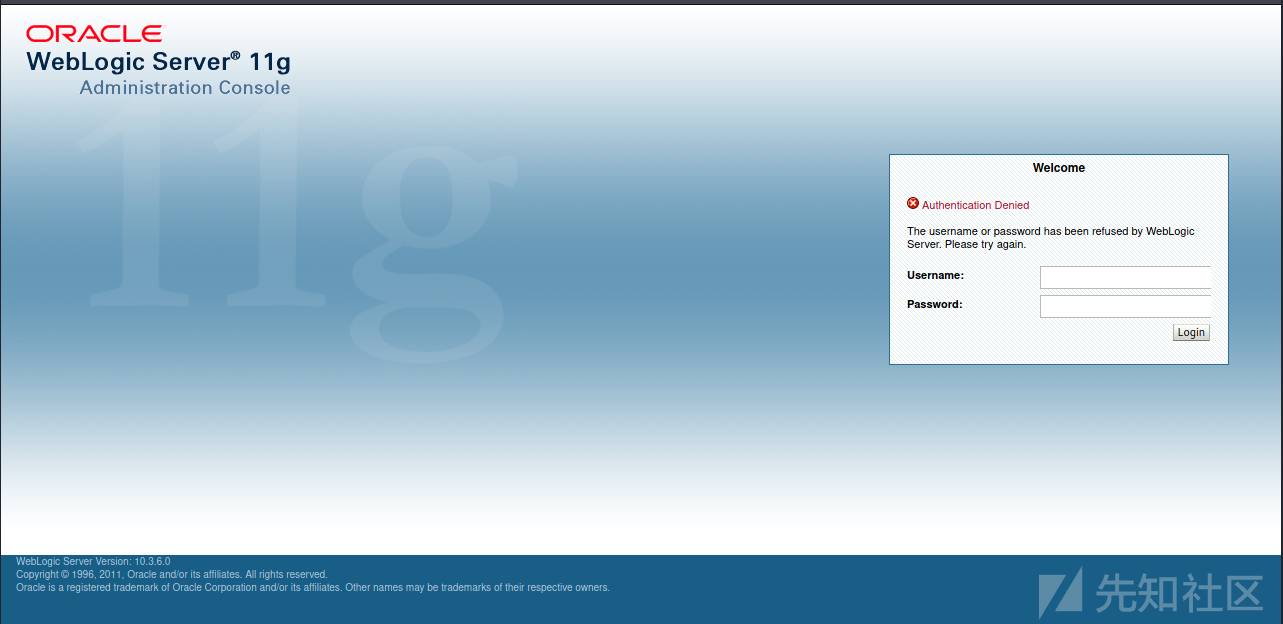 ORACLE
WebLogic Server® 11g
Administration Console
11g
Welcome
Authentication Denied
The username or password has been refused by WebLogic
Server. Please try again.
Username:
Password:
Login
WebLogic Server Version: 10.3.6.0
Copyright © 1996, 2011, Oracle and/or its affiliates. All rights reserved.
Oracle is a registered trademark of Oracle Corporation and/or its affiliates. Other names may be trademarks of their respective owners.
先知社区